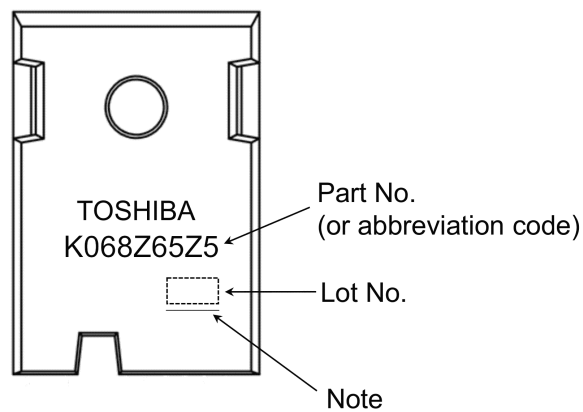 TOSHIBA
K068Z65Z5
Part No.
(or abbreviation code)
Lot No.
Note